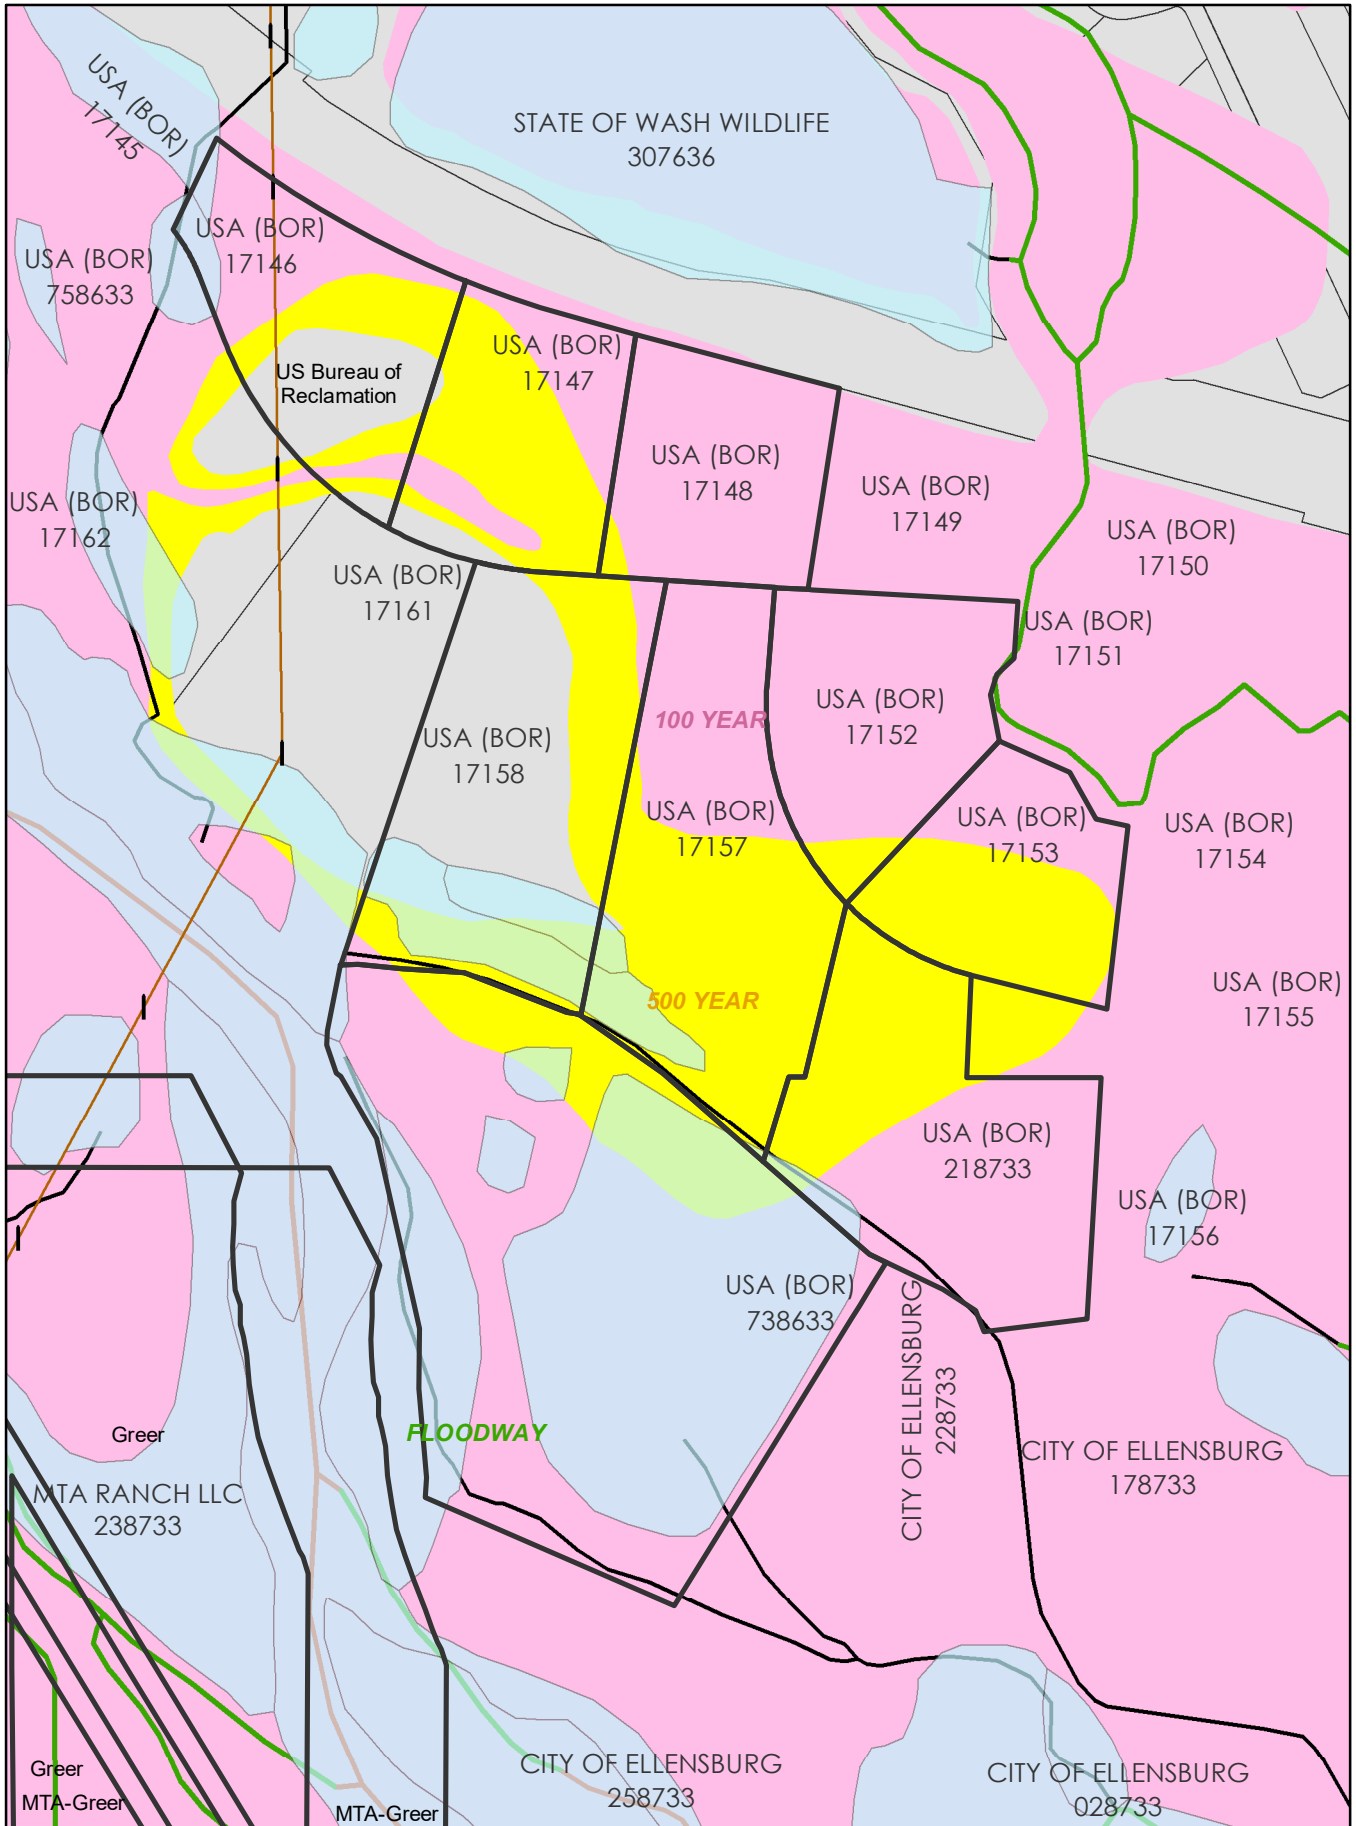 USA (BOR)
17145
STATE OF WASH WILDLIFE
307636
USA (BOR)
17146
USA (BOR)
758633
USA (BOR)
17147
US Bureau of
Reclamation
USA (BOR)
17148
USA (BOR)
17149
USA (BOR)
17162
USA (BOR)
17150
USA (BOR)
17161
USA (BOR)
17151
USA (BOR)
17152
100 YEAR
USA (BOR)
17158
USA (BOR)
17157
USA (BOR)
17153
USA (BOR)
17154
500 YEAR
USA (BOR)
17155
USA (BOR)
218733
USA (BOR)
17156
USA (BOR)
738633
CITY OF ELLENSBURG
228733
FLOODWAY
Greer
CITY OF ELLENSBURG
178733
MTA RANCH LLC
238733
CITY OF ELLENSBURG
258733
CITY OF ELLENSBURG
028733
Greer
MTA-Greer
MTA-Greer